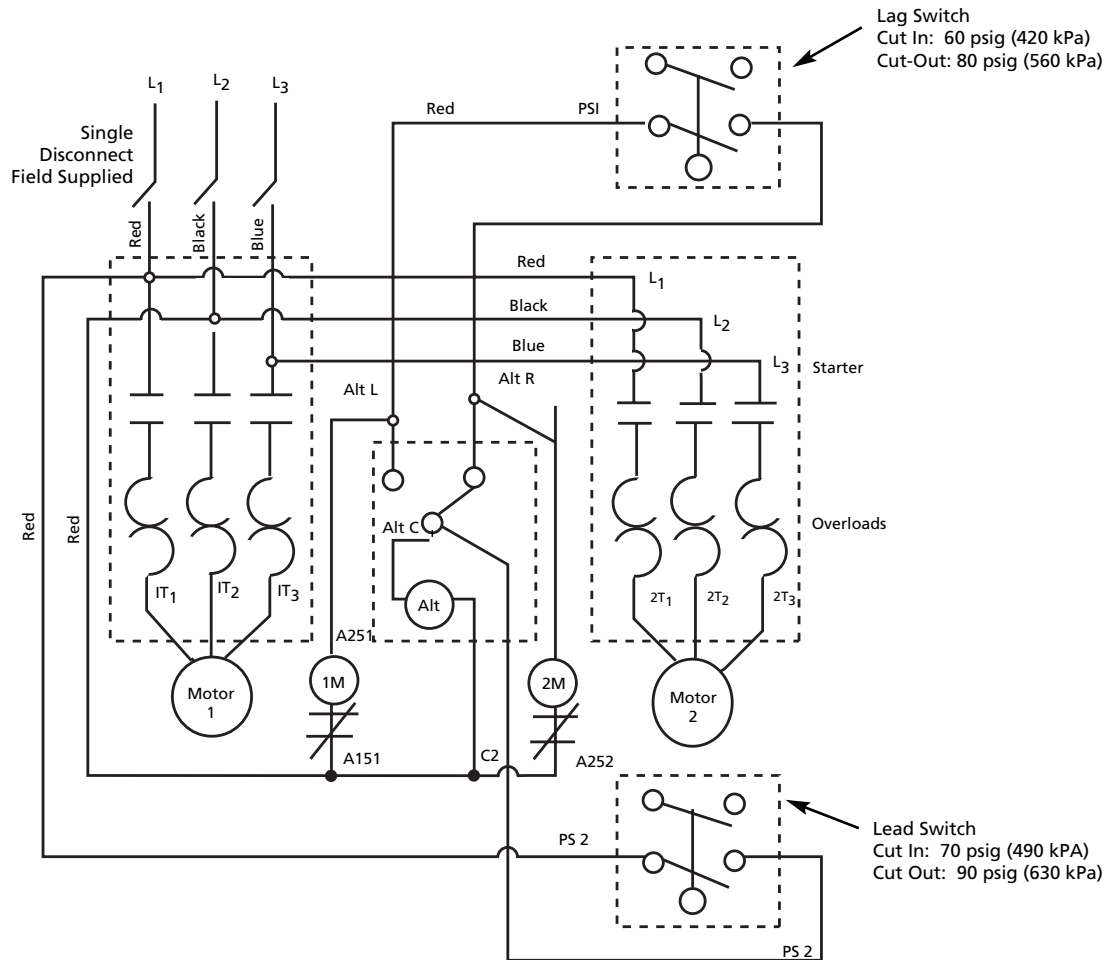 Lag Switch
Cut In: 60 psig (420 kPa)
Cut-Out: 80 psig (560 kPa)
L1
L2
L3
Single
Disconnect
Field Supplied
Red
PSI
Red
Black
Blue
Red
L1
Black
L2
Blue
L3
Starter
Alt L
Alt R
Red
Red
Alt C
Overloads
IT1
IT2
IT3
Alt
2T1
2T2
2T3
A251
Motor
1
1M
2M
Motor
2
A151
C2
A252
PS 2
Lead Switch
Cut In: 70 psig (490 kPA)
Cut Out: 90 psig (630 kPa)
PS 2